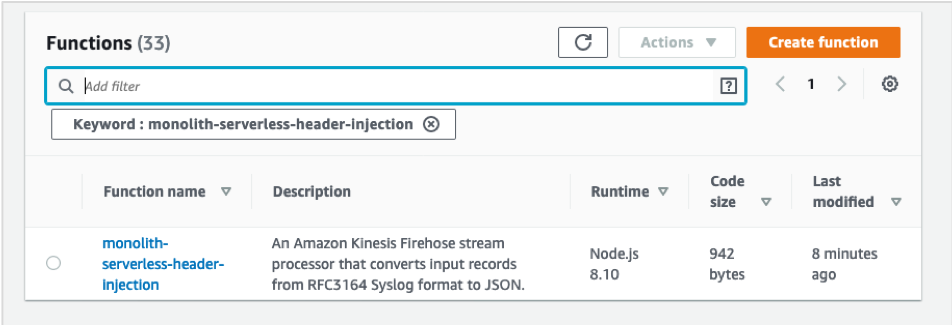 Functions (33)
Actions
Create function
Add filter
?
1
Keyword : monolith-serverless-header-injection
Function name
Description
Runtime
Code
size
Last
modified
monolith-
serverless-header-
injection
An Amazon Kinesis Firehose stream
processor that converts input records
from RFC3164 Syslog format to JSON.
Node.js
8.10
942
bytes
8 minutes
ago